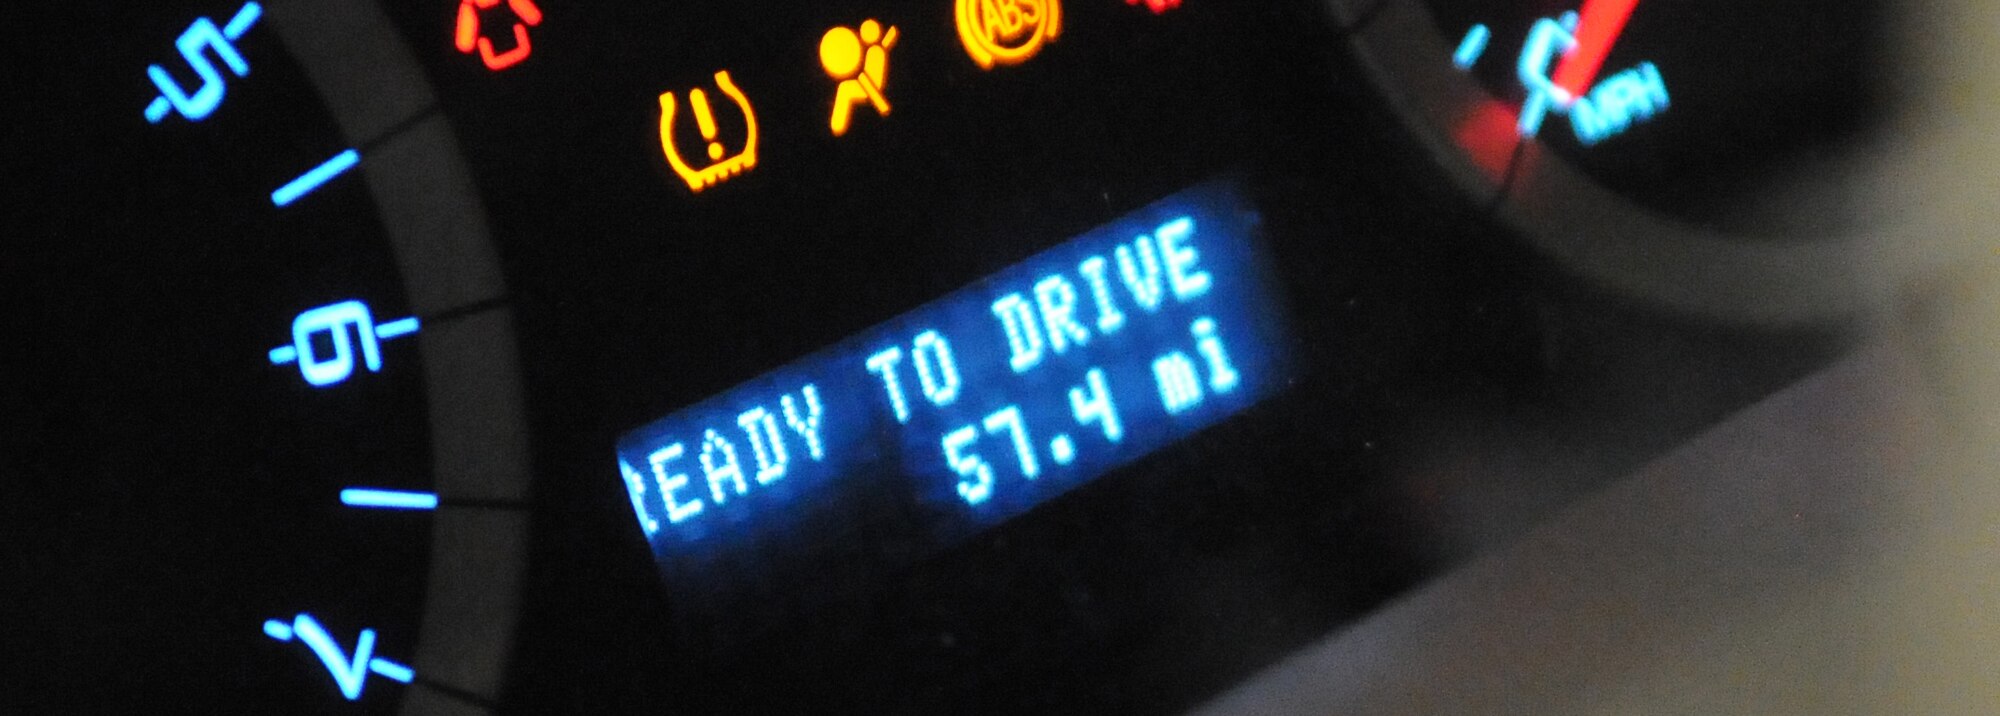 5
ABS
MPH
6
READY TO DRIVE
57.4 mi
7